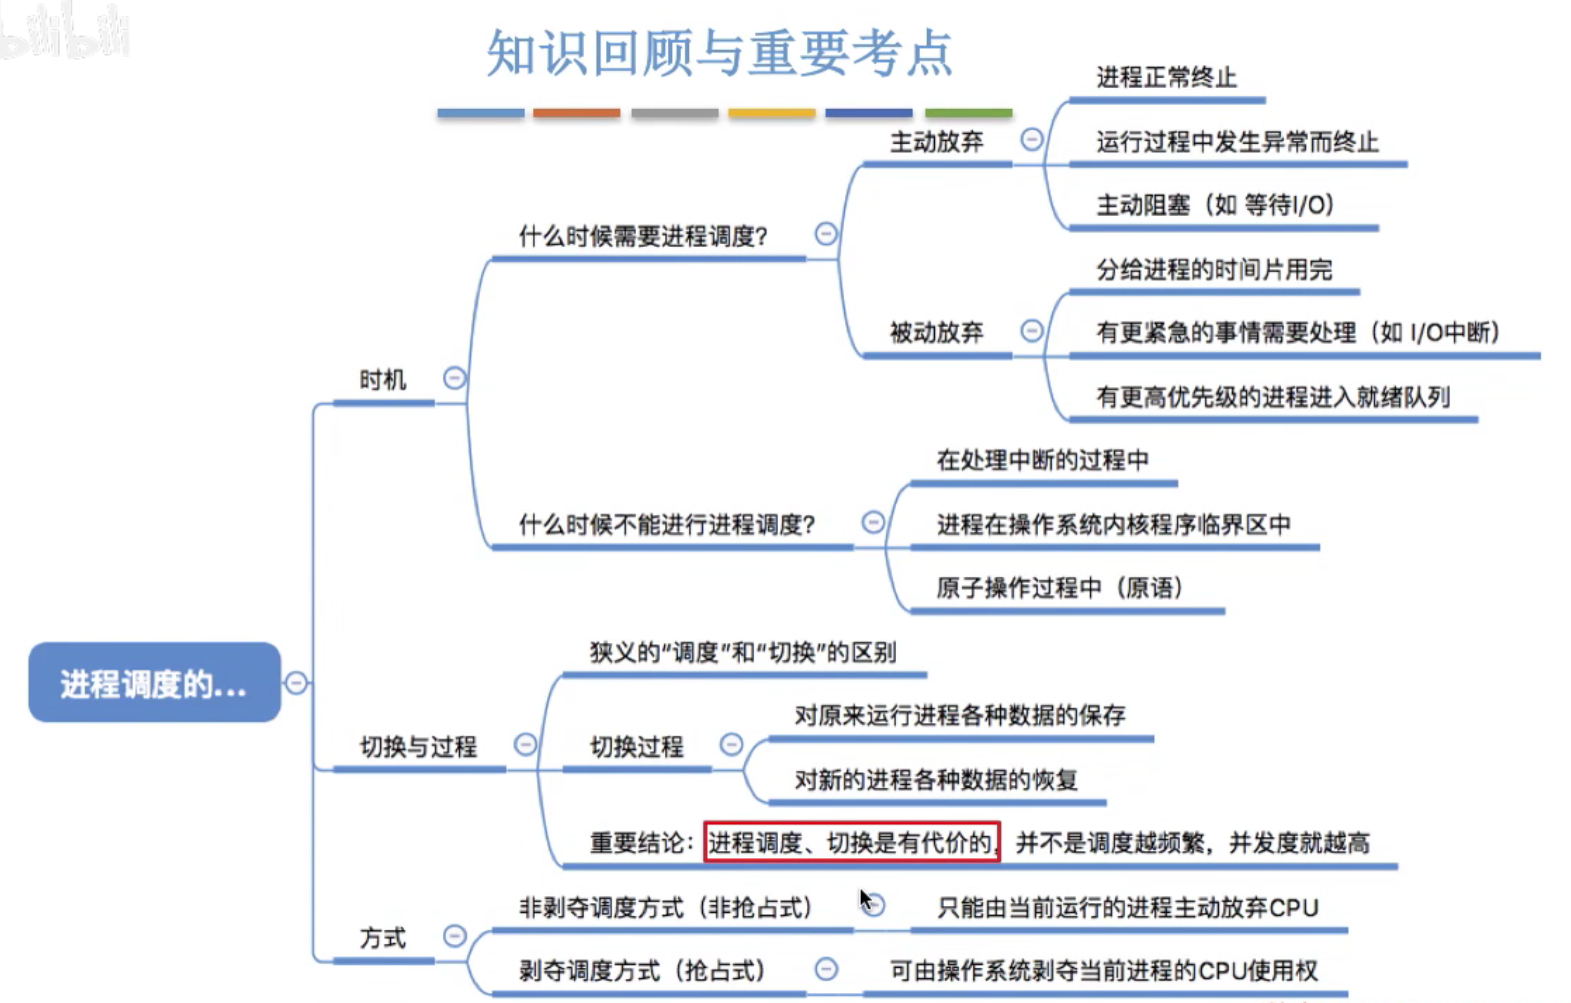 bilibili
知识回顾与重要考点
进程调度的...
时机
什么时候需要进程调度？
主动放弃
进程正常终止
运行过程中发生异常而终止
主动阻塞（如 等待I/O）
被动放弃
分给进程的时间片用完
有更紧急的事情需要处理（如 I/O中断）
有更高优先级的进程进入就绪队列
什么时候不能进行进程调度？
在处理中断的过程中
进程在操作系统内核程序临界区中
原子操作过程中（原语）
切换与过程
狭义的“调度”和“切换”的区别
切换过程
对原来运行进程各种数据的保存
对新的进程各种数据的恢复
重要结论：进程调度、切换是有代价的，并不是调度越频繁，并发度就越高
方式
非剥夺调度方式（非抢占式）
只能由当前运行的进程主动放弃CPU
剥夺调度方式（抢占式）
可由操作系统剥夺当前进程的CPU使用权